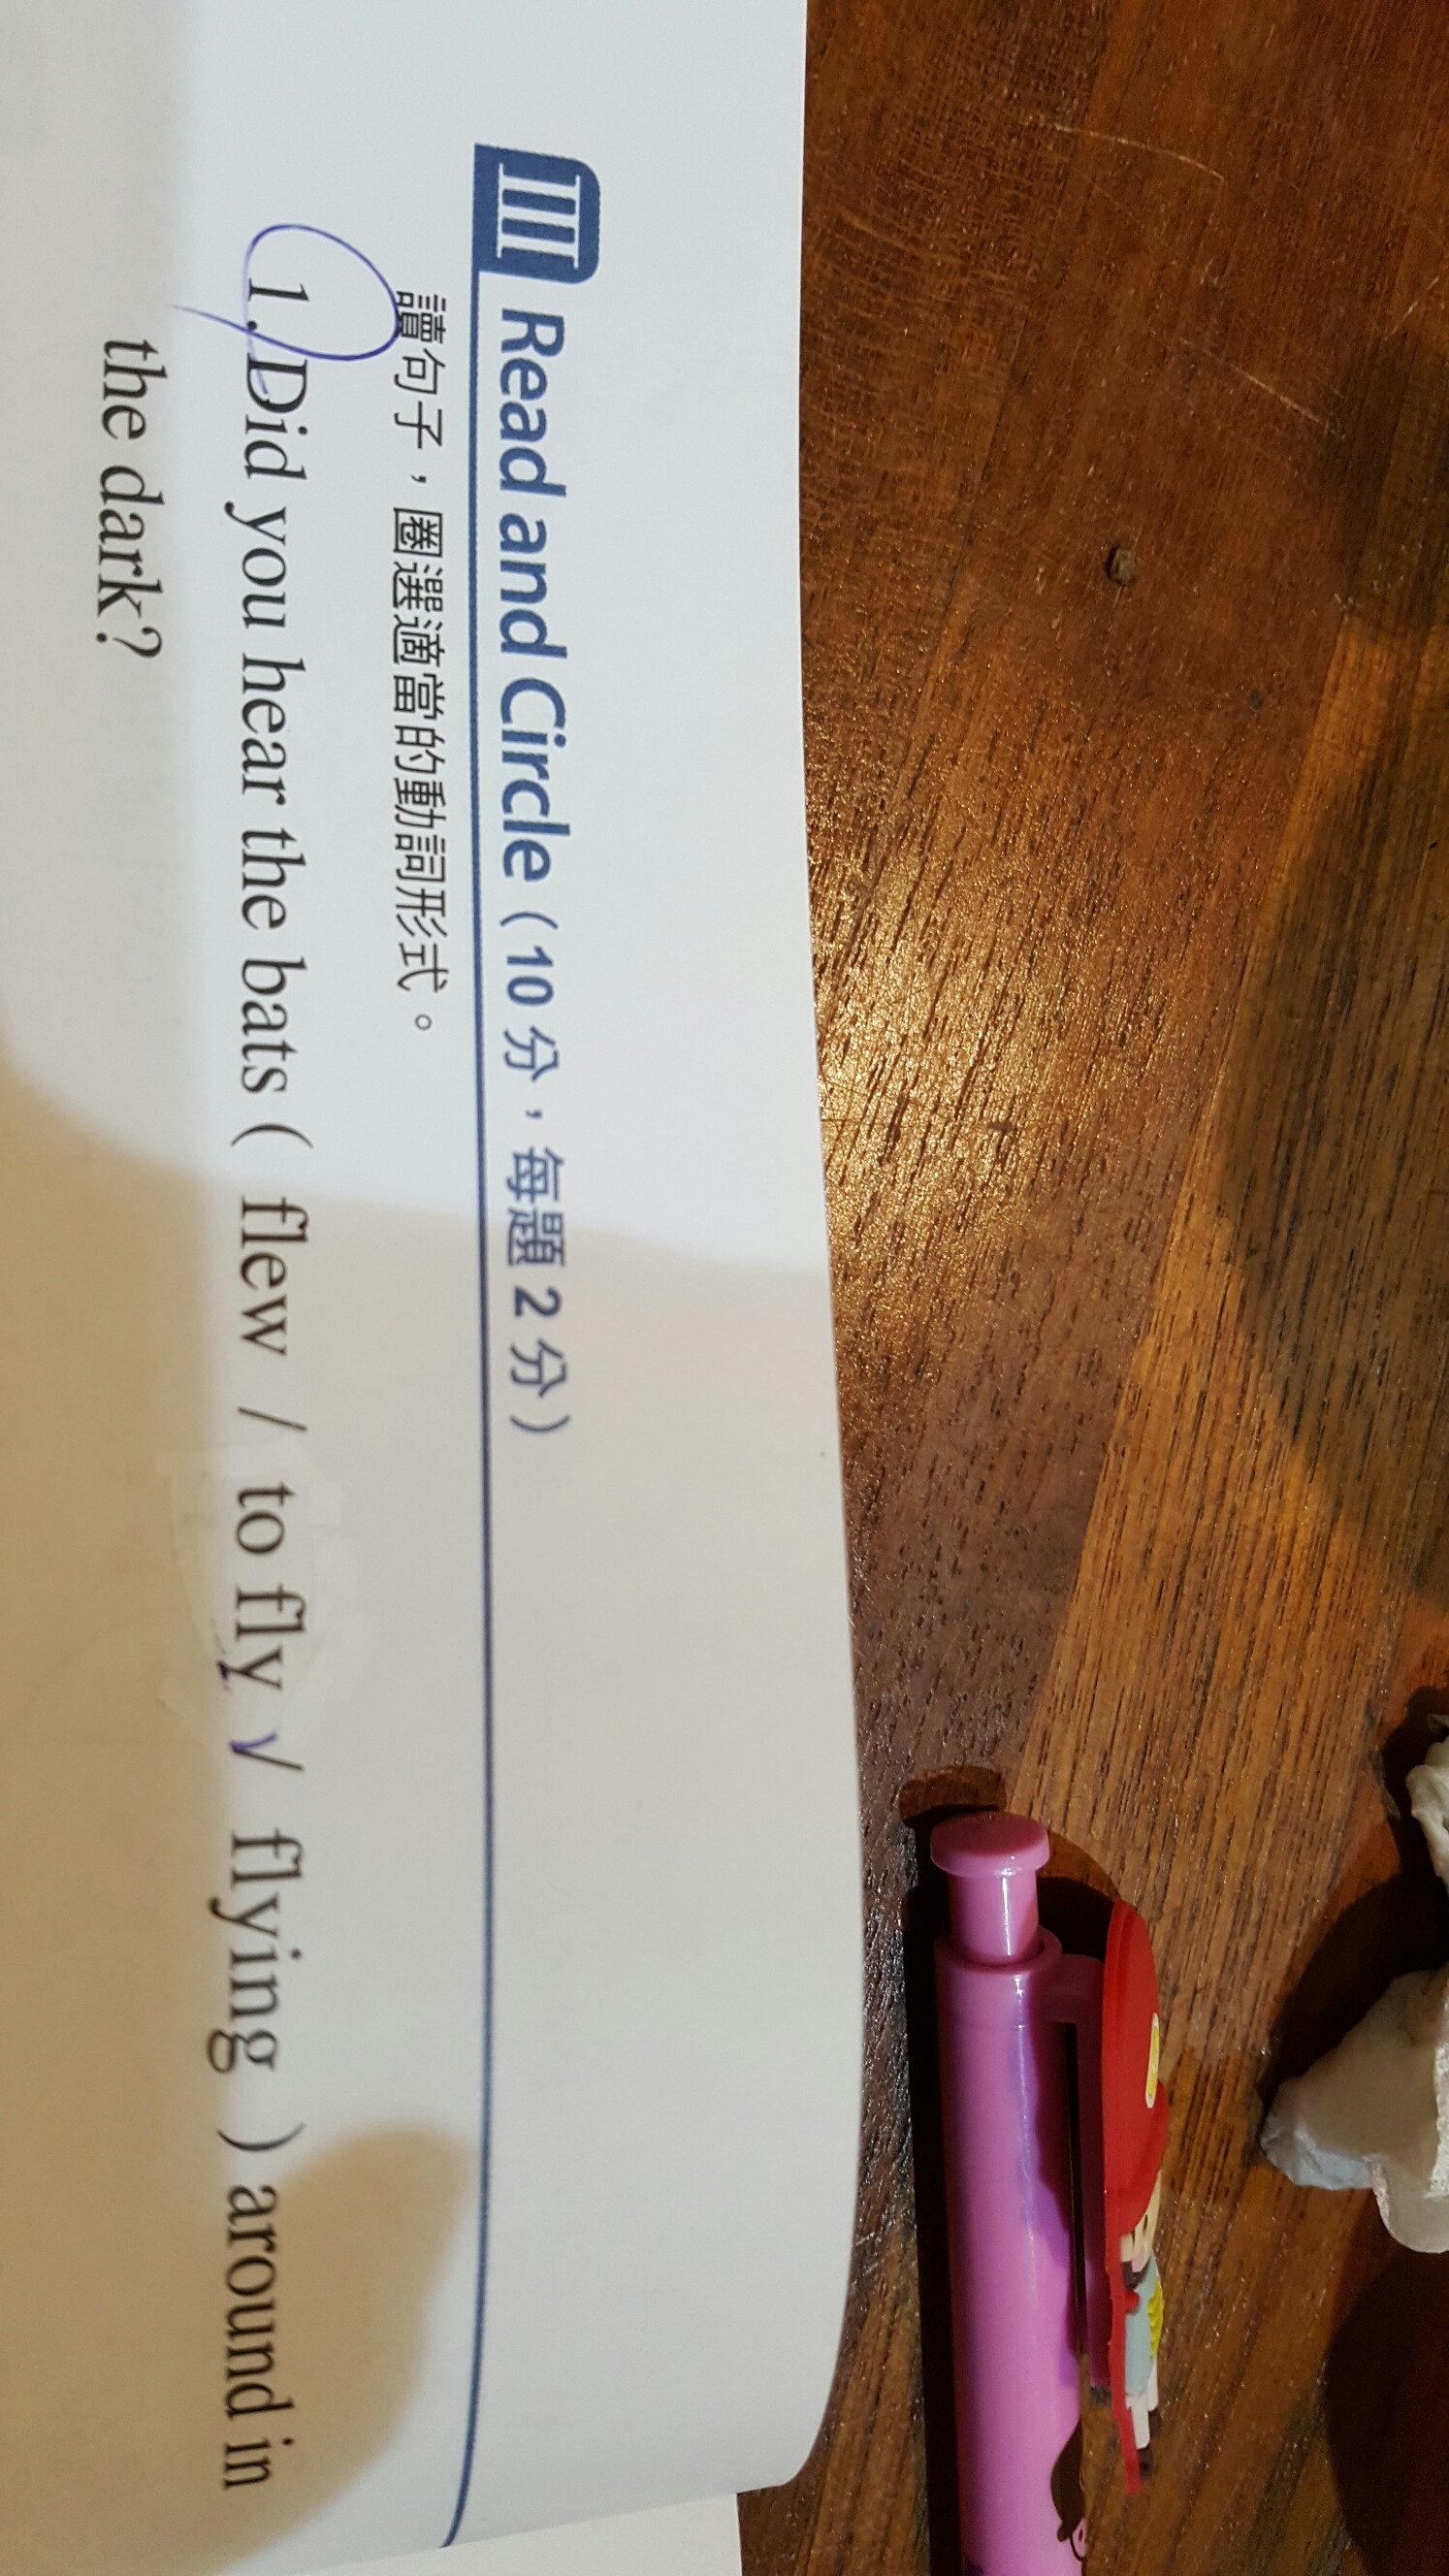 III Read and Circle（10 分，每題 2 分）
讀句子，圈選適當的動詞形式。
1. Did you hear the bats ( flew / to fly / flying ) around in
the dark?